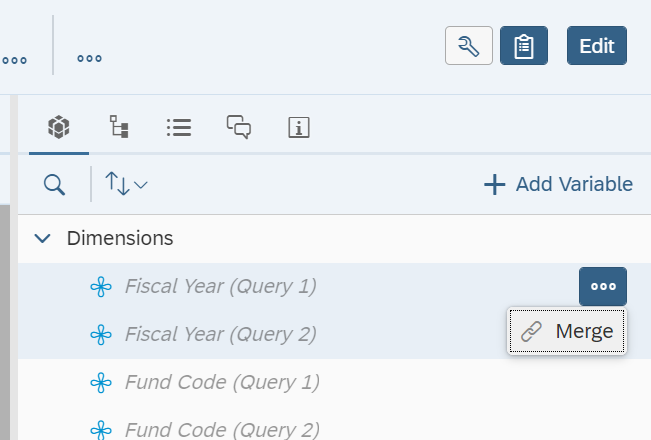 Edit
Add Variable
Dimensions
Fiscal Year (Query 1)
Fiscal Year (Query 2)
Merge
Fund Code (Query 1)
Fund Code (Query 2)